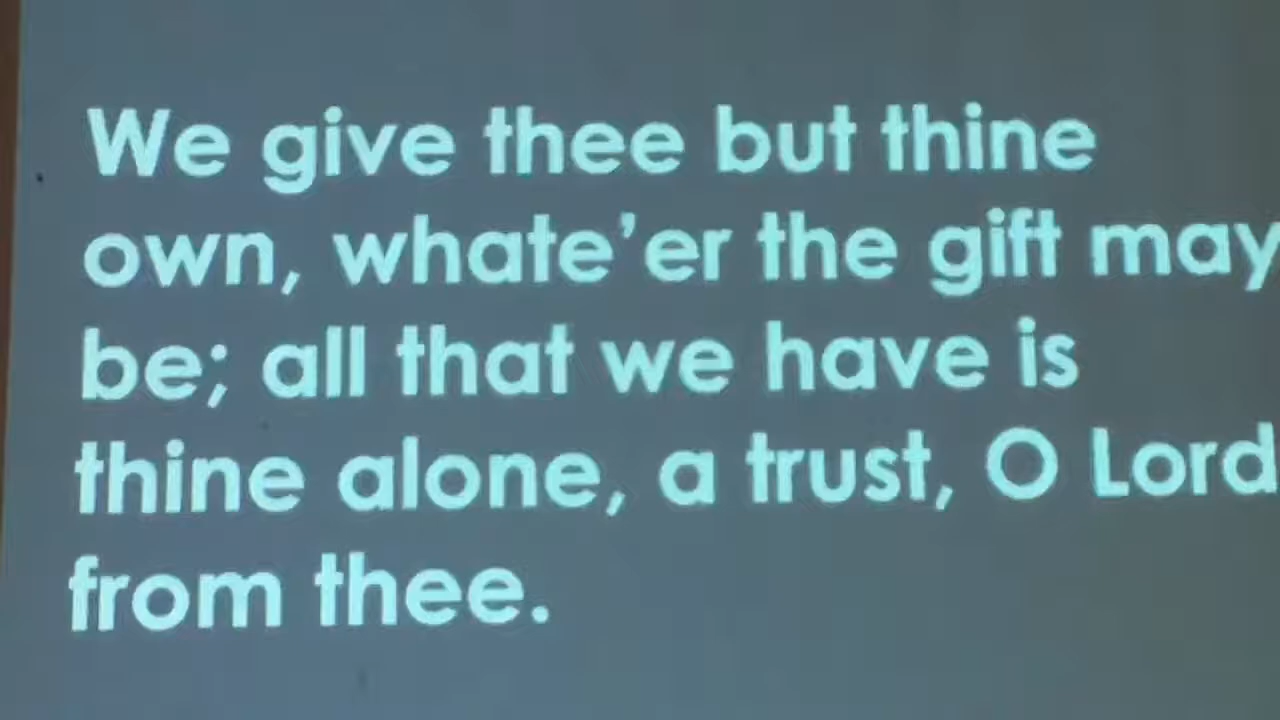 We give thee but thine
own, whate’er the gift may
be; all that we have is
thine alone, a trust, O Lord
from thee.